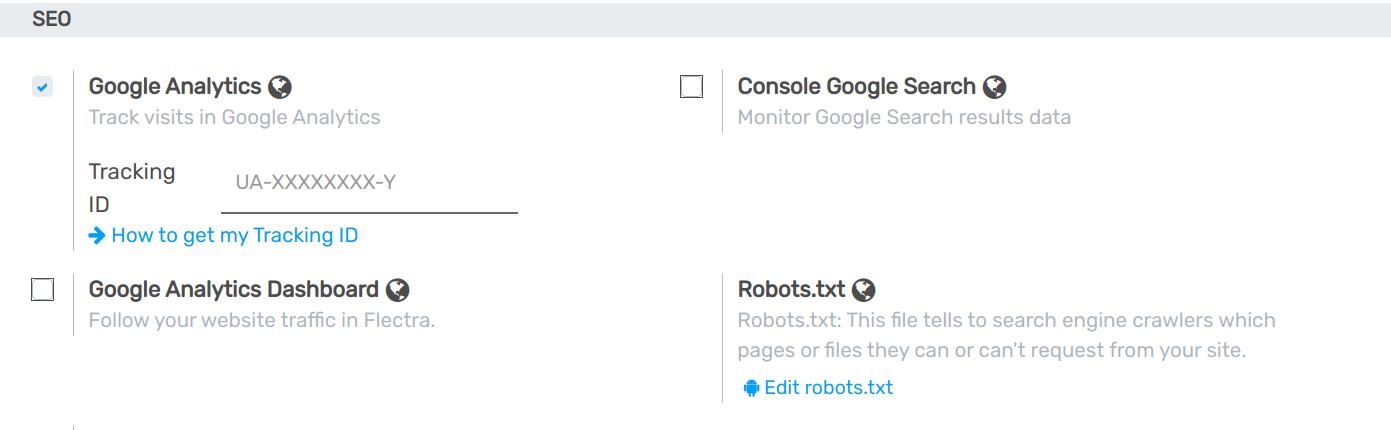 SEO
Google Analytics
Track visits in Google Analytics
Tracking
ID
UA-XXXXXXXX-Y
How to get my Tracking ID
Console Google Search
Monitor Google Search results data
Google Analytics Dashboard
Follow your website traffic in Flectra.
Robots.txt
Robots.txt: This file tells to search engine crawlers which
pages or files they can or can't request from your site.
Edit robots.txt